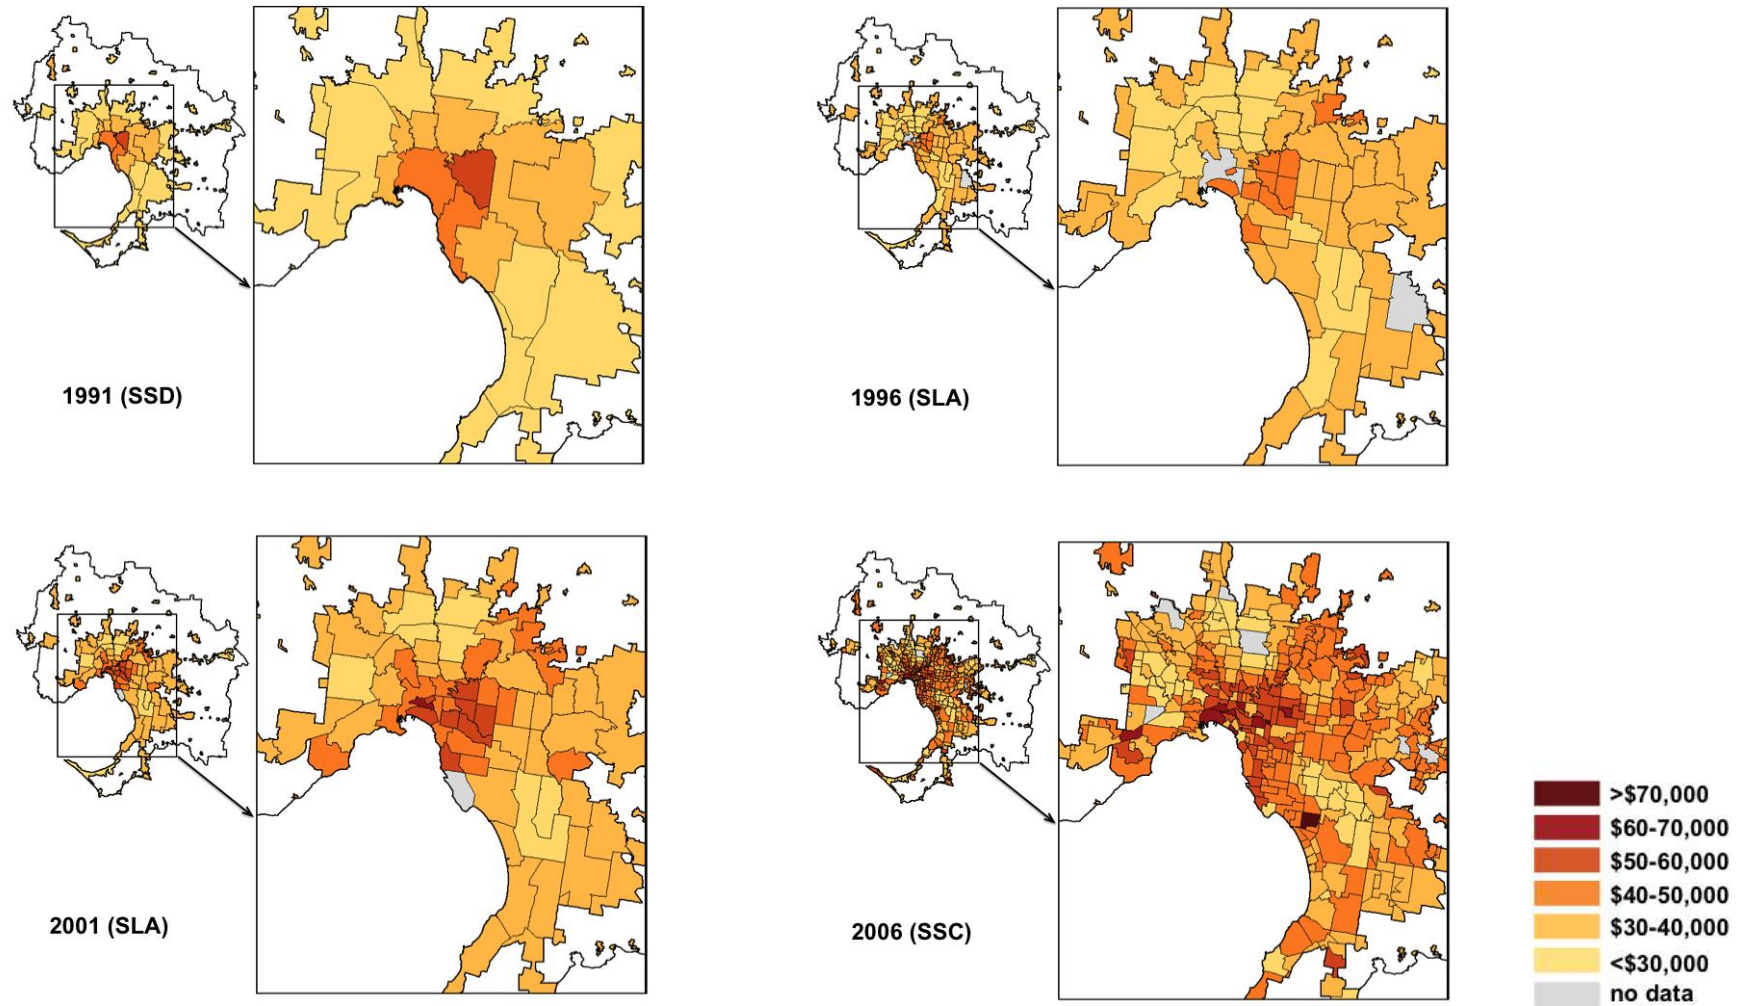 1991 (SSD)
1996 (SLA)
2001 (SLA)
2006 (SSC)
>$70,000
$60-70,000
$50-60,000
$40-50,000
$30-40,000
<$30,000
no data